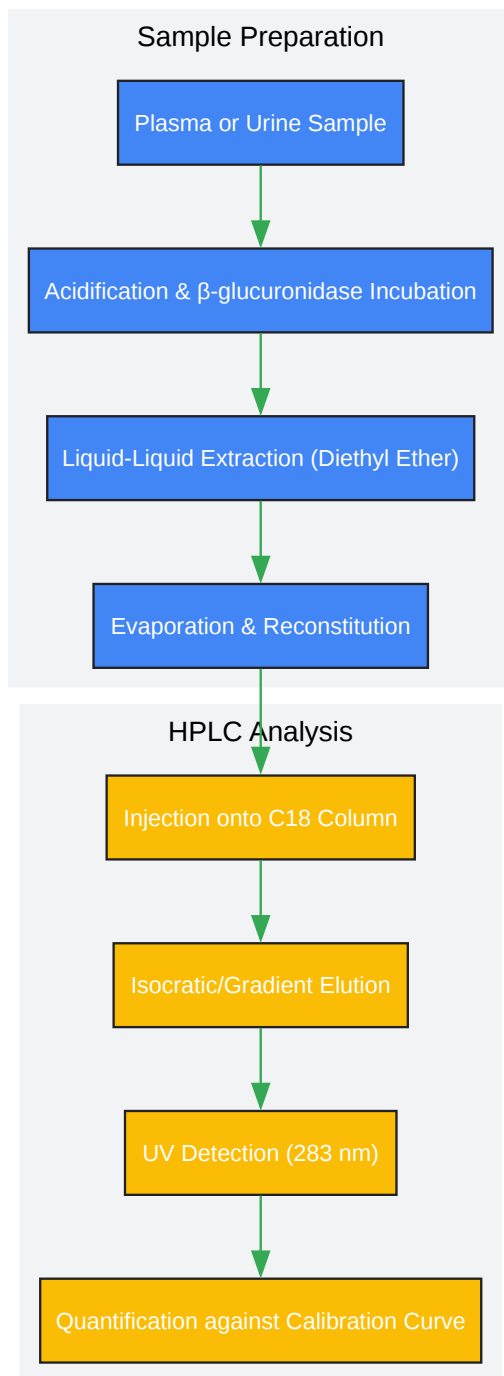 Sample Preparation
Plasma or Urine Sample
Acidification & β-glucuronidase Incubation
Liquid-Liquid Extraction (Diethyl Ether)
Evaporation & Reconstitution
HPLC Analysis
Injection onto C18 Column
Isocratic/Gradient Elution
UV Detection (283 nm)
Quantification against Calibration Curve